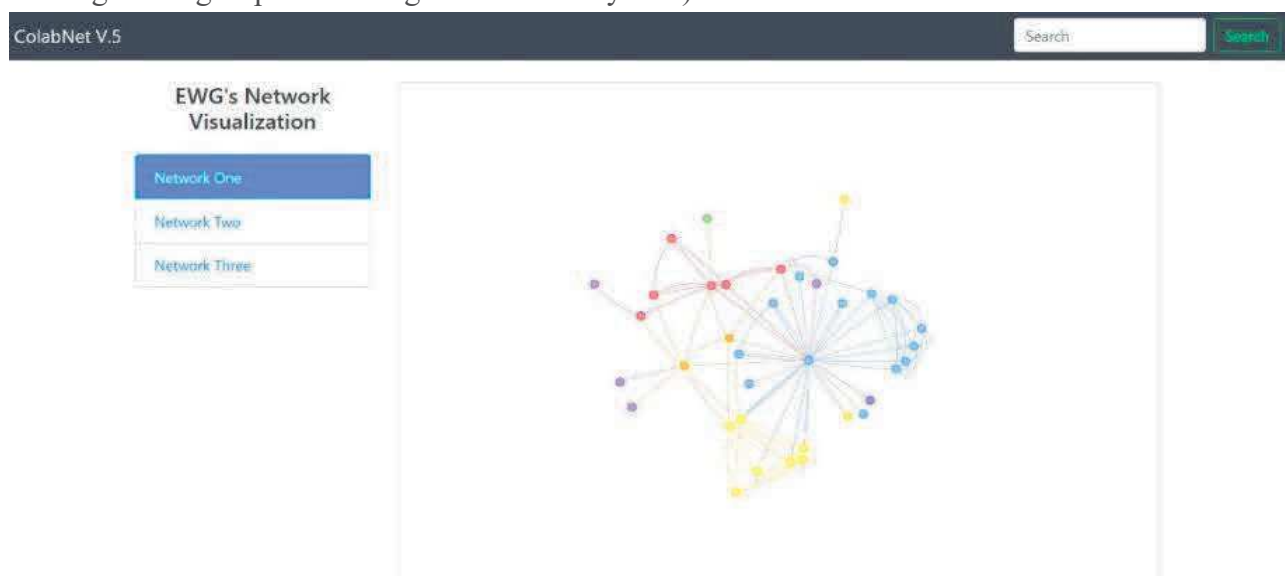 ColabNet V.5
Search
Search
EWG's Network
Visualization
Network One
Network Two
Network Three